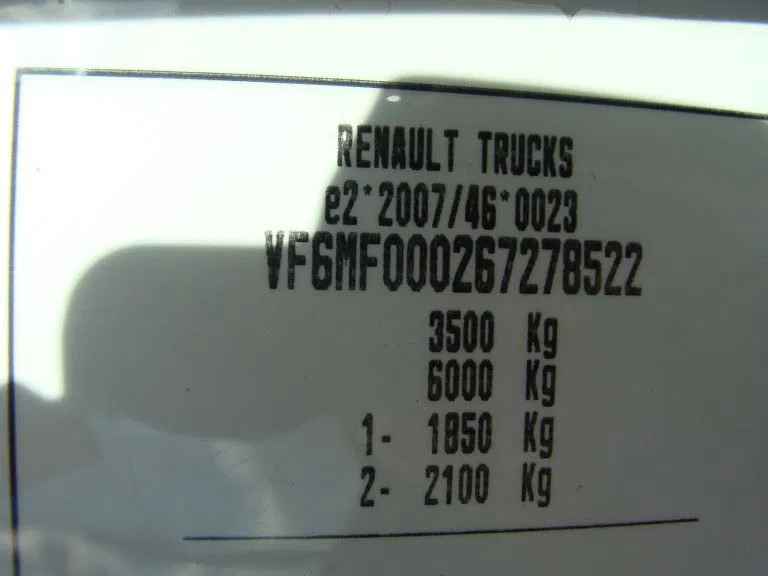 RENAULT TRUCKS
e2*2007/46*0023
VF6MF000267278522
3500 Kg
6000 Kg
1- 1850 Kg
2- 2100 Kg